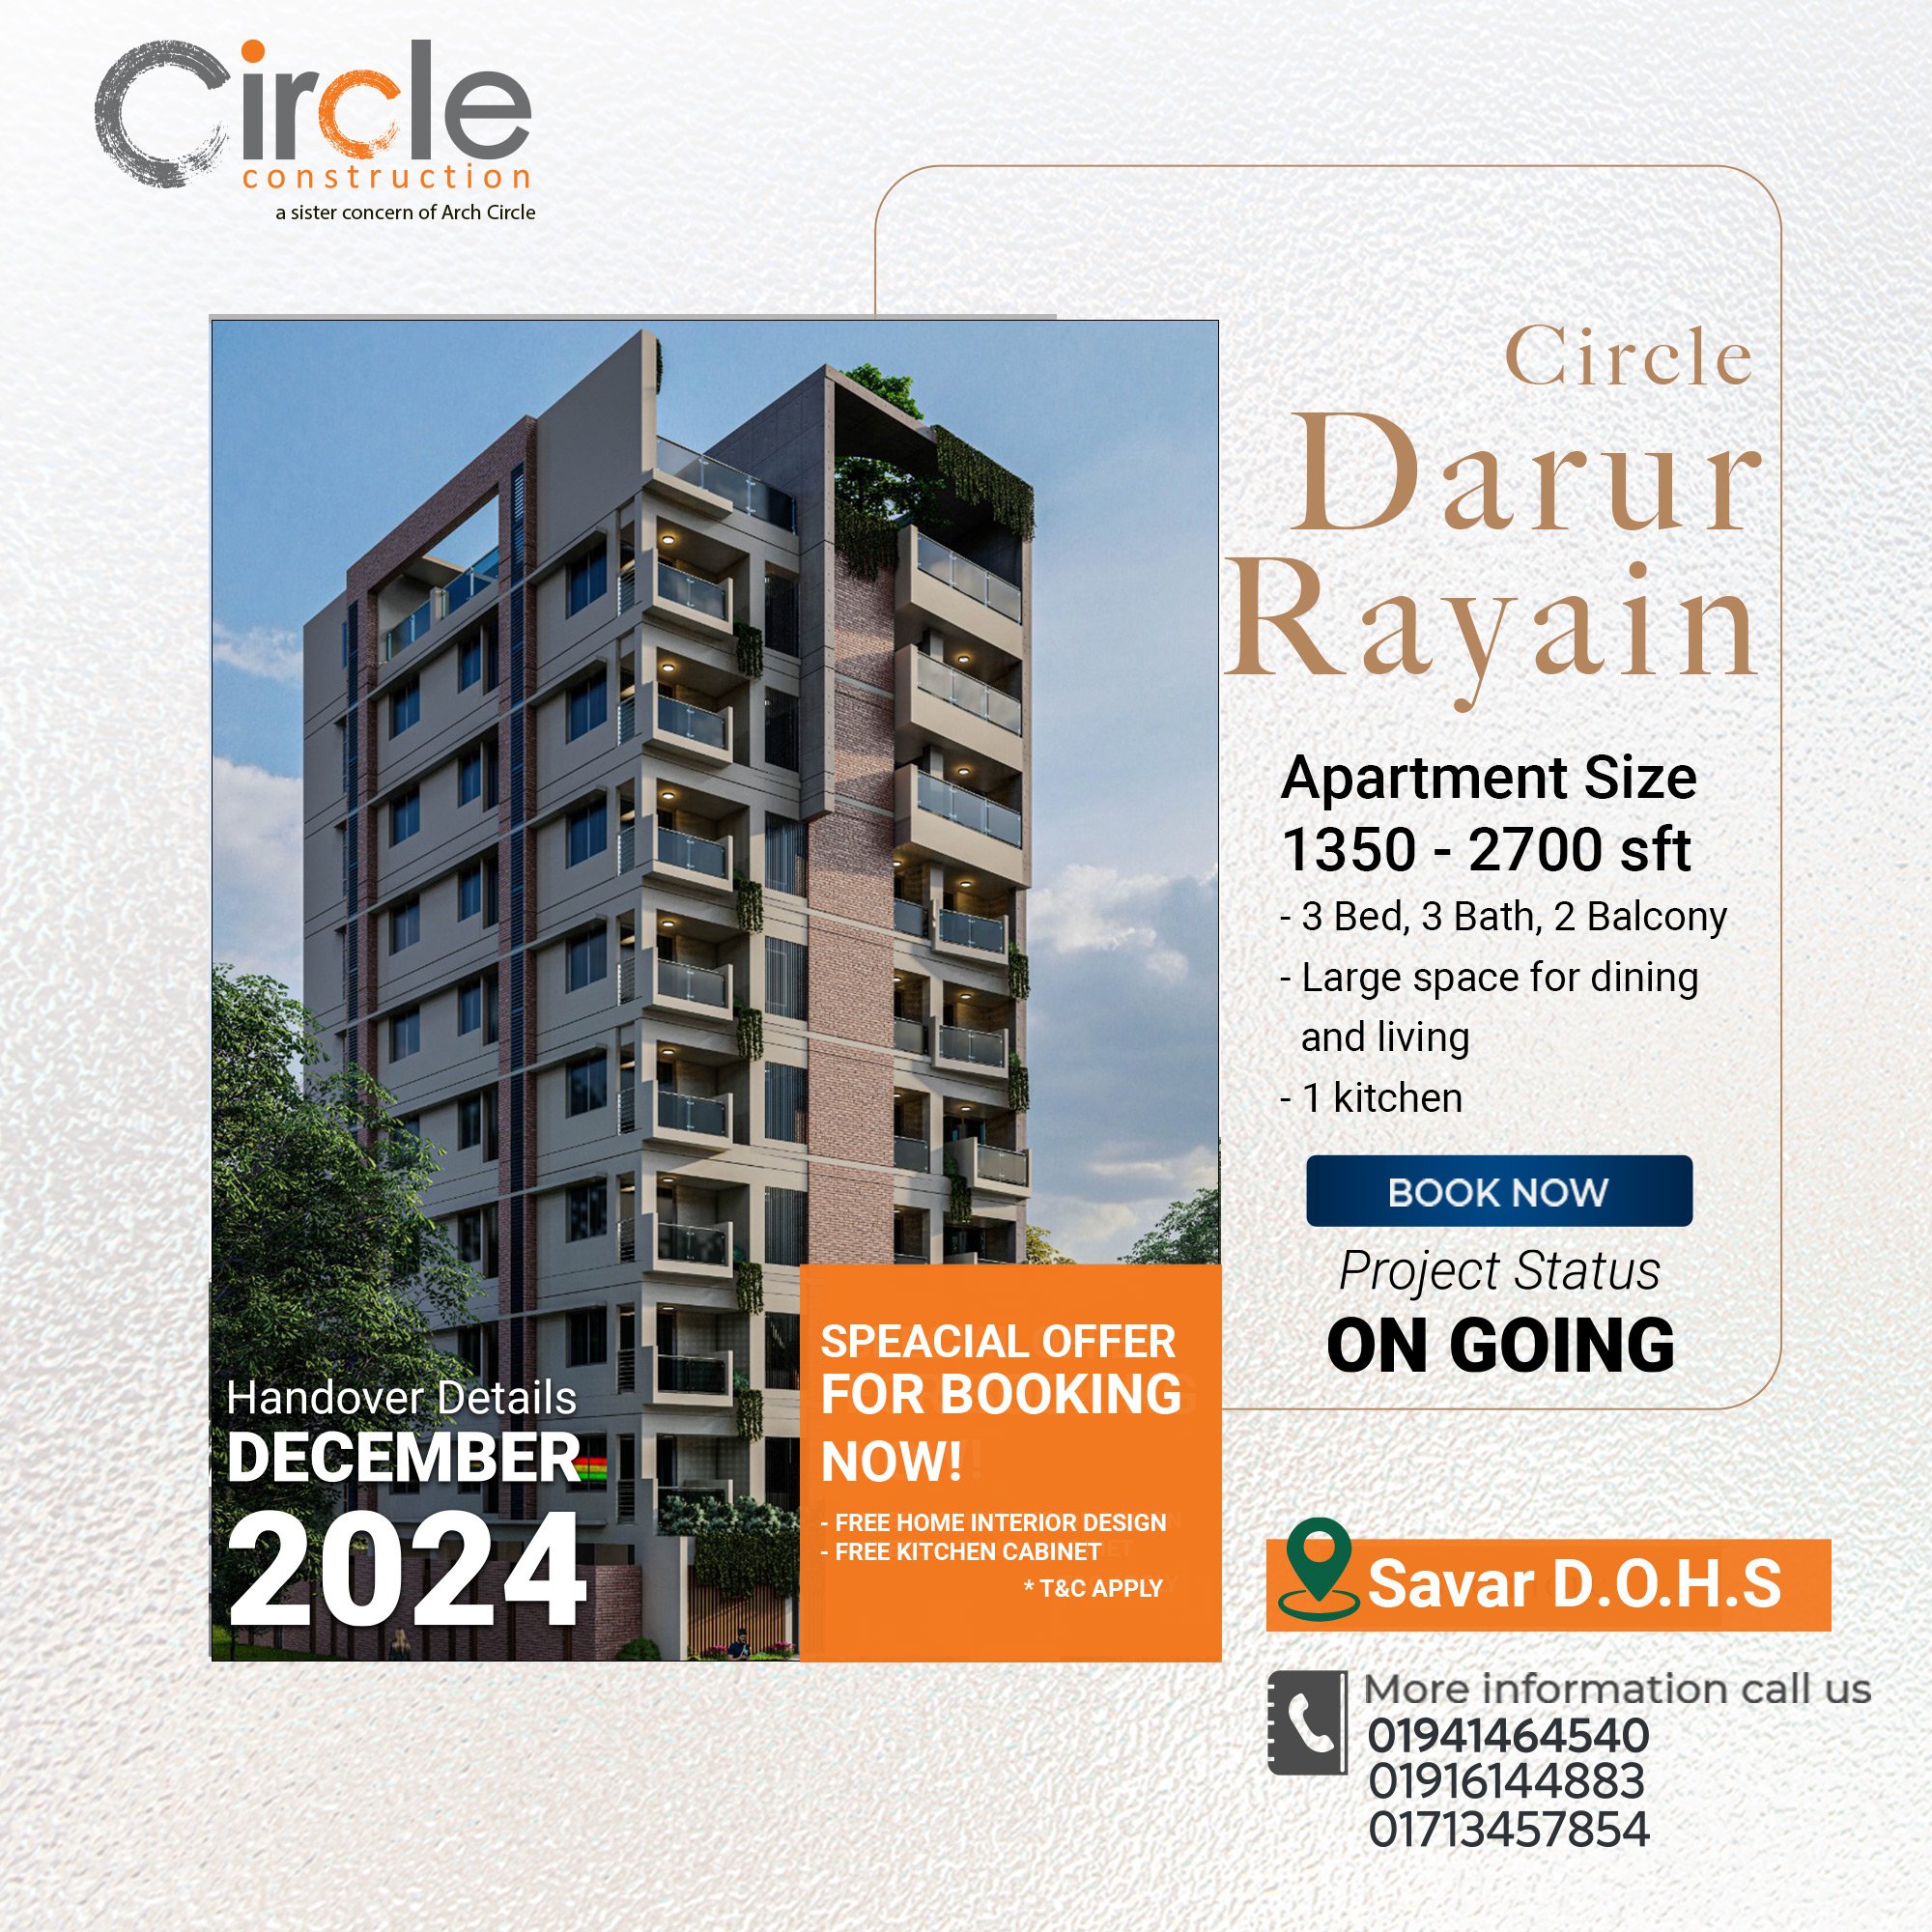 Circle
construction
a sister concern of Arch Circle
Circle
Darur
Rayain
Apartment Size
1350 - 2700 sft
- 3 Bed, 3 Bath, 2 Balcony
- Large space for dining
and living
- 1 kitchen
BOOK NOW
Project Status
ON GOING
Handover Details
DECEMBER
2024
SPEACIAL OFFER
FOR BOOKING
NOW!
- FREE HOME INTERIOR DESIGN
- FREE KITCHEN CABINET
* T&C APPLY
Savar D.O.H.S
More information call us
01941464540
01916144883
01713457854